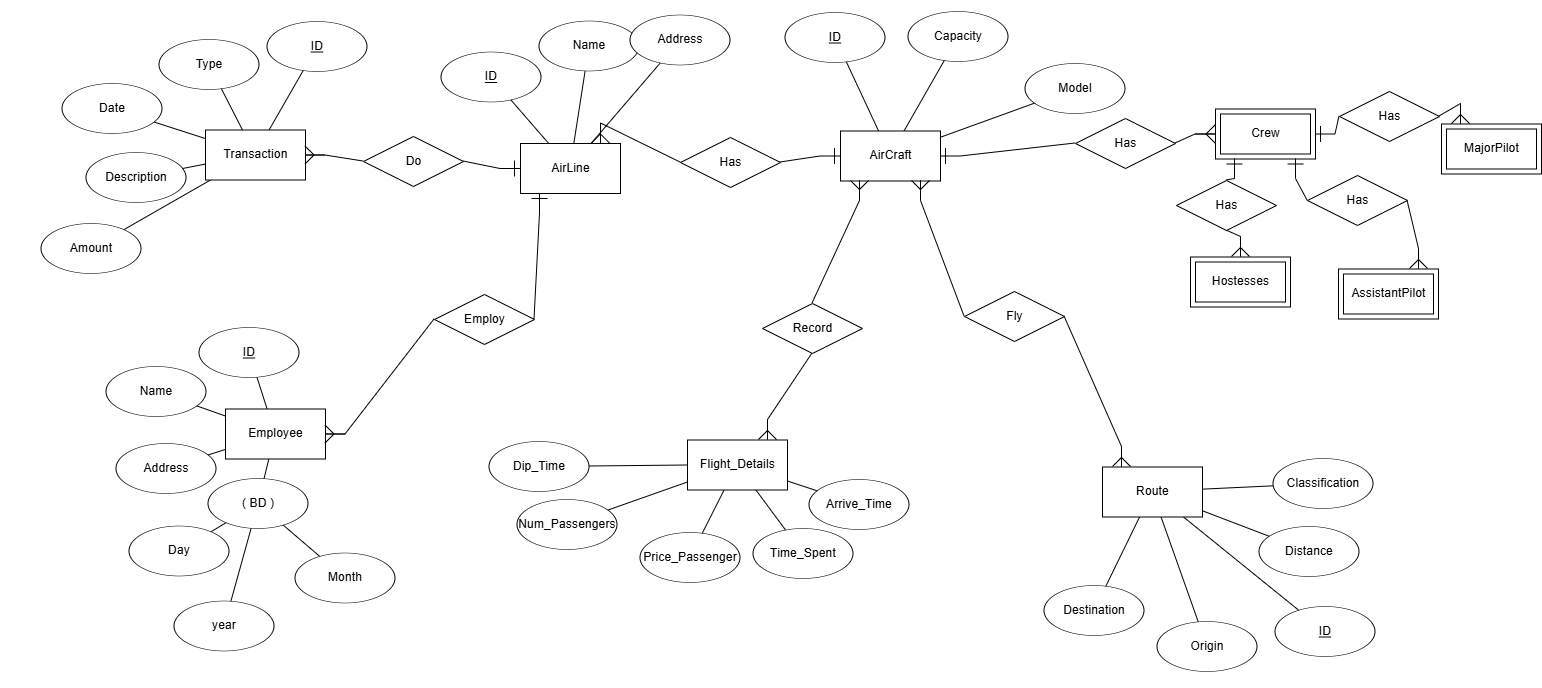 ID
Type
Date
Description
Amount
Transaction
Do
ID
Name
Address
AirLine
Has
ID
Capacity
Model
AirCraft
Has
Crew
Has
MajorPilot
Has
Hostesses
Has
AssistantPilot
Employ
Record
Fly
ID
Name
Address
Employee
( BD )
Day
year
Month
Flight_Details
Dip_Time
Num_Passengers
Price_Passenger
Time_Spent
Arrive_Time
Route
Classification
Distance
ID
Origin
Destination